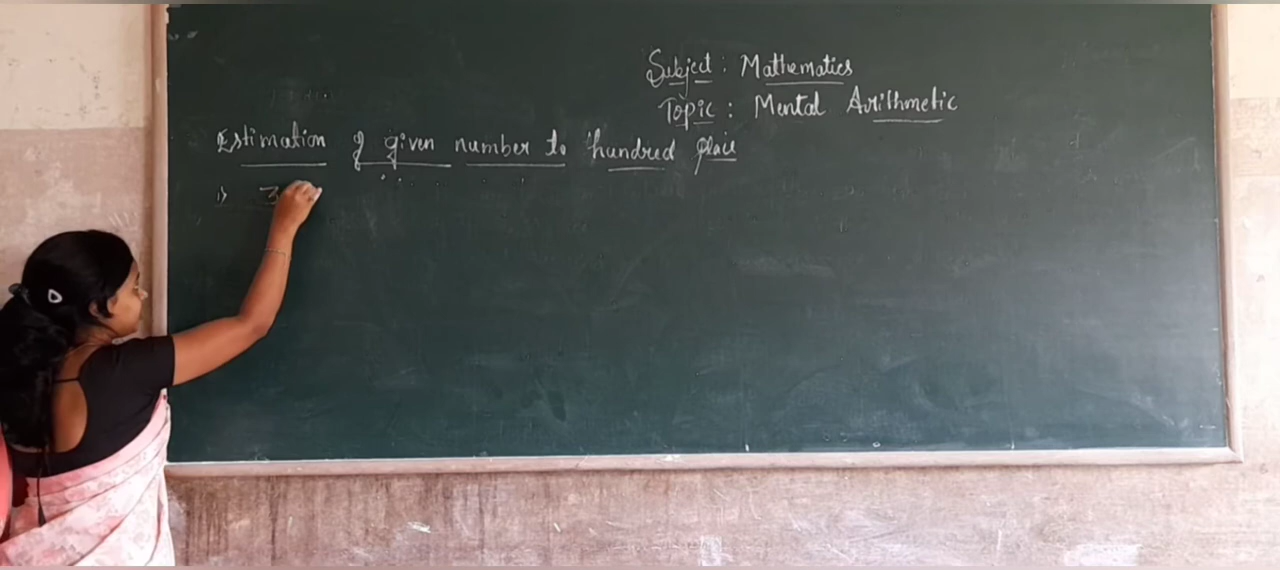 Subject : Mathematics
Topic : Mental Arithmetic
Estimation of given number to hundred place
1) 3